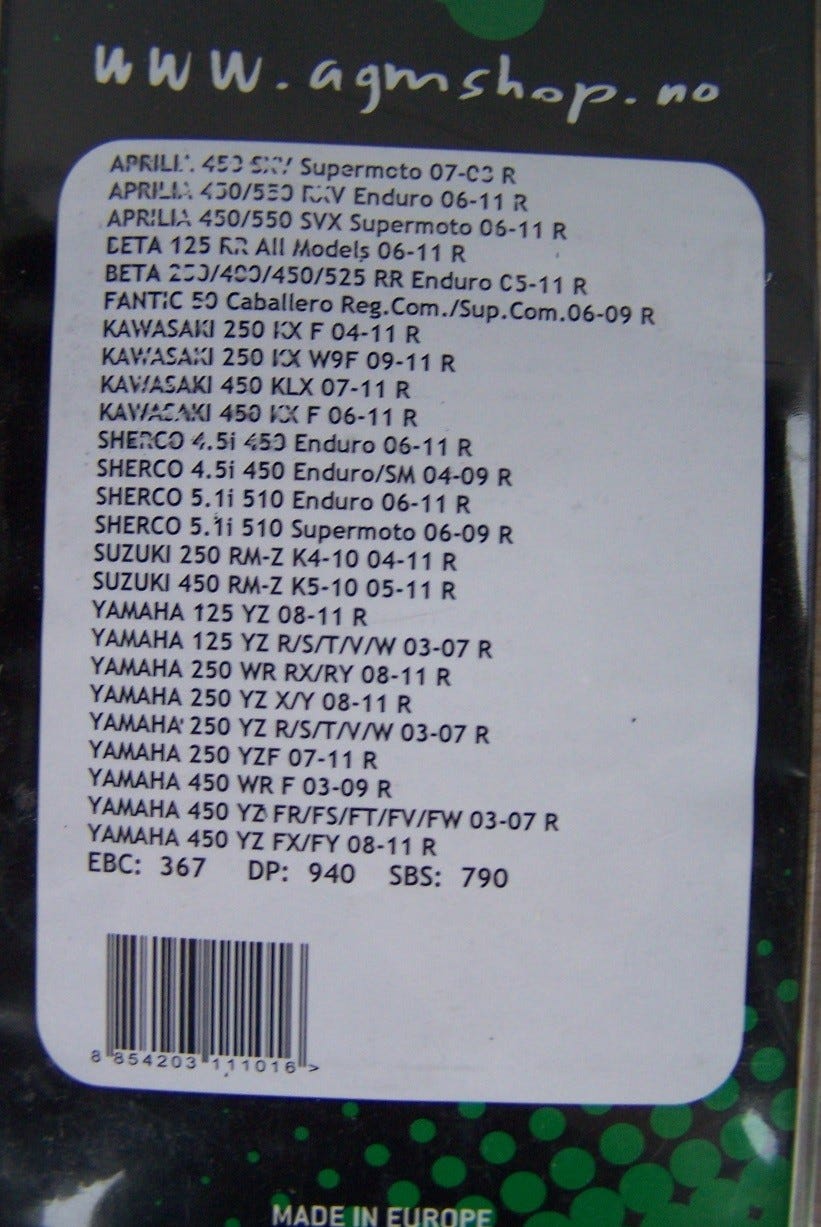 www.agmshop.no
APRILIA 450 SXV Supermoto 07-08 R
APRILIA 450/550 RXV Enduro 06-11 R
APRILIA 450/550 SVX Supermoto 06-11 R
BETA 125 RR All Models 06-11 R
BETA 250/400/450/525 RR Enduro 05-11 R
FANTIC 50 Caballero Reg.Com./Sup.Com.06-09 R
KAWASAKI 250 KX F 04-11 R
KAWASAKI 250 KX W9F 09-11 R
KAWASAKI 450 KLX 07-11 R
KAWASAKI 450 KX F 06-11 R
SHERCO 4.5i 450 Enduro 06-11 R
SHERCO 4.5i 450 Enduro/SM 04-09 R
SHERCO 5.1i 510 Enduro 06-11 R
SHERCO 5.1i 510 Supermoto 06-09 R
SUZUKI 250 RM-Z K4-10 04-11 R
SUZUKI 450 RM-Z K5-10 05-11 R
YAMAHA 125 YZ 08-11 R
YAMAHA 125 YZ R/S/T/V/W 03-07 R
YAMAHA 250 WR RX/RY 08-11 R
YAMAHA 250 YZ X/Y 08-11 R
YAMAHA 250 YZ R/S/T/V/W 03-07 R
YAMAHA 250 YZF 07-11 R
YAMAHA 450 WR F 03-09 R
YAMAHA 450 YZ FR/FS/FT/FV/FW 03-07 R
YAMAHA 450 YZ FX/FY 08-11 R
EBC: 367 DP: 940 SBS: 790
8 854203 111016 >
MADE IN EUROPE